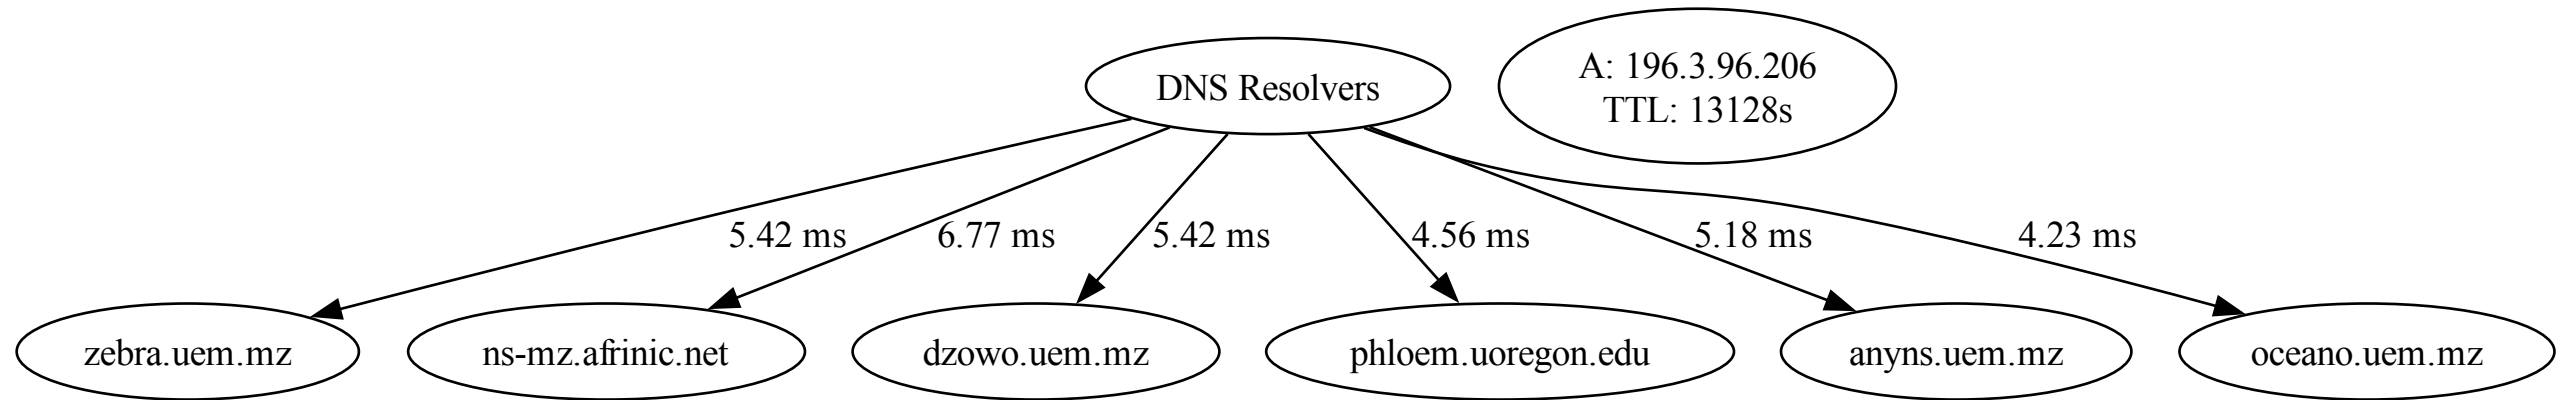 DNS Resolvers
A: 196.3.96.206
TTL: 13128s
5.42 ms
6.77 ms
5.42 ms
4.56 ms
5.18 ms
4.23 ms
zebra.uem.mz
ns-mz.afrinic.net
dzowo.uem.mz
phloem.uoregon.edu
anyns.uem.mz
oceano.uem.mz